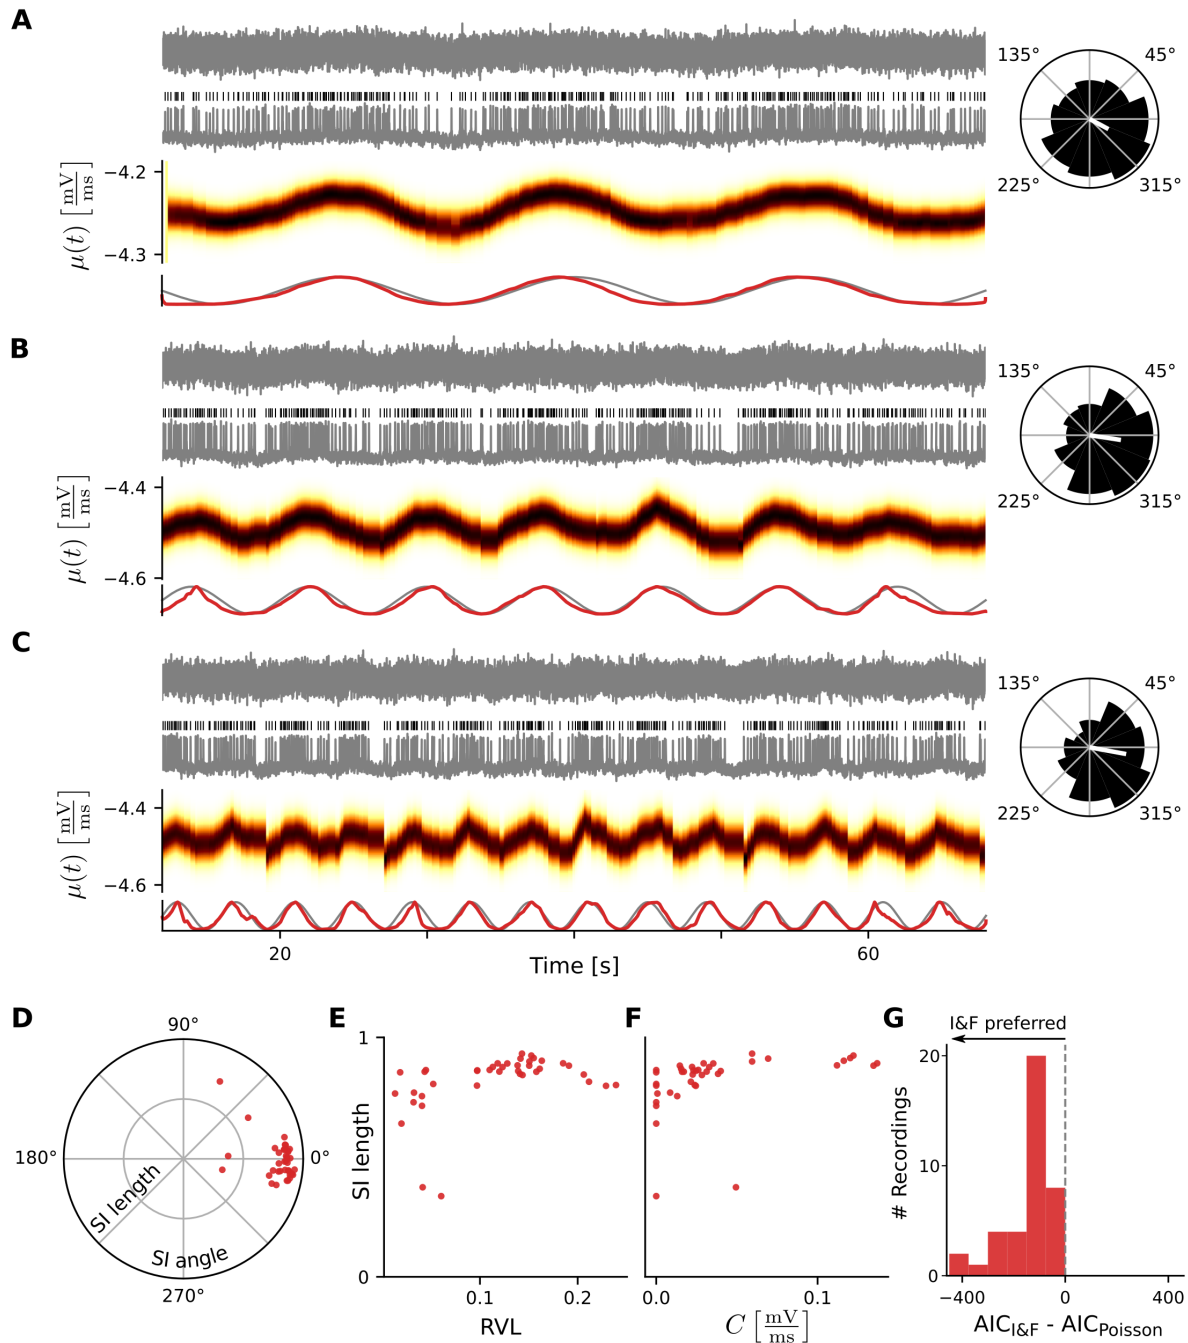 A
135°
45°
225°
315°
−4.2
−4.3
μ(t) [mV/ms]
B
135°
45°
225°
315°
−4.4
−4.6
μ(t) [mV/ms]
C
135°
45°
225°
315°
−4.4
−4.6
μ(t) [mV/ms]
20
60
Time [s]
D
90°
180°
0°
270°
SI length
SI angle
E
SI length
1
0
0.1
0.2
RVL
F
0.0
0.1
C [mV/ms]
G
I&F preferred
# Recordings
20
10
0
−400
0
400
AIC_I&F - AIC_Poisson